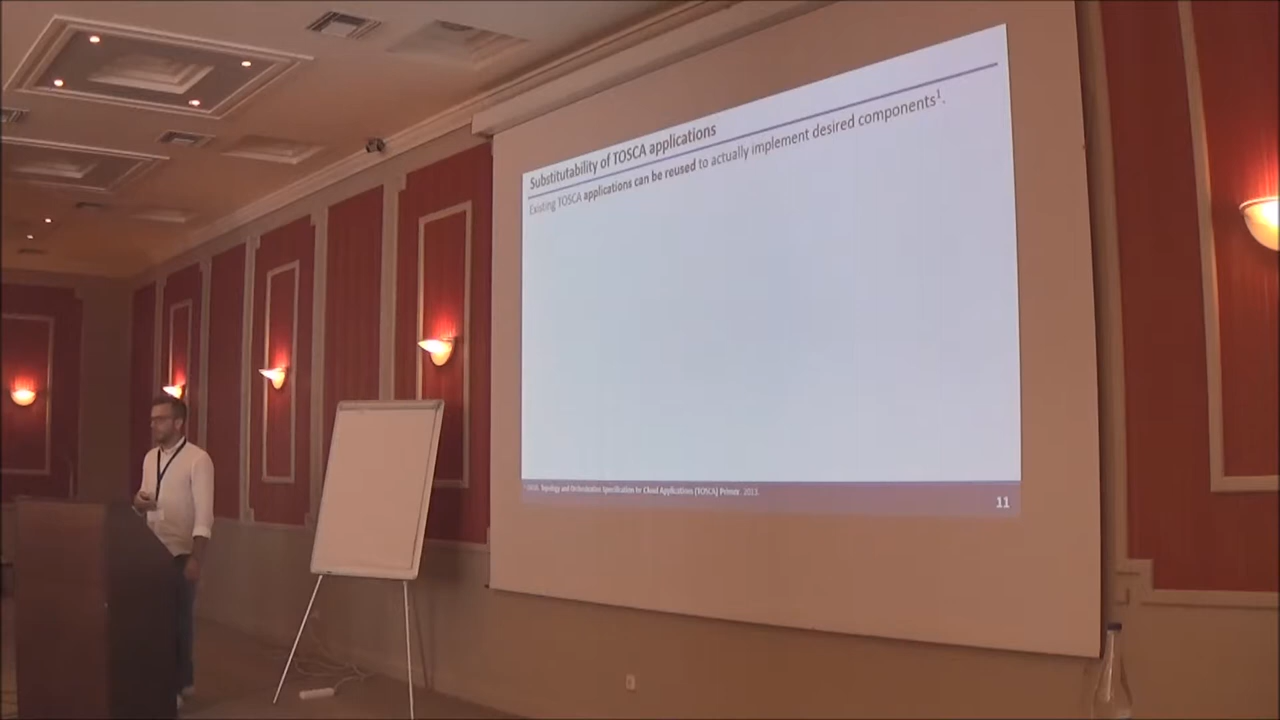 Substitutability of TOSCA applications
Existing TOSCA applications can be reused to actually implement desired components¹.
Topology and Orchestration Specification for Cloud Applications (TOSCA) Primer. 2013.
11